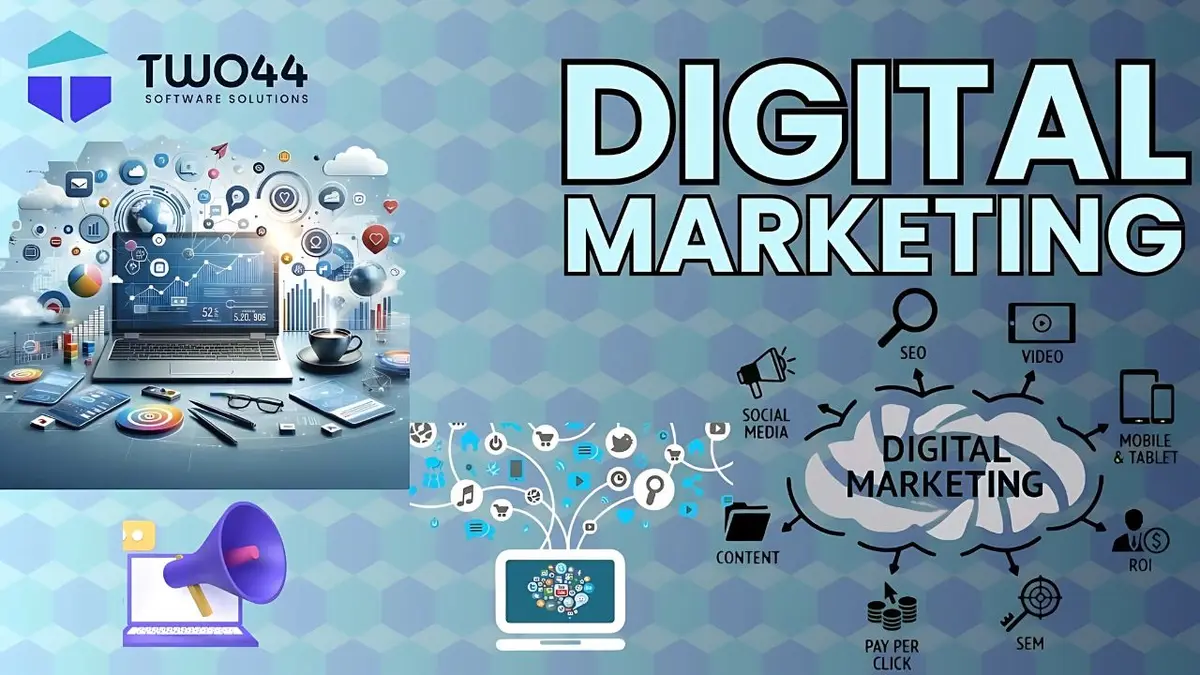 TWO44
SOFTWARE SOLUTIONS
DIGITAL
MARKETING
SEO
VIDEO
SOCIAL
MEDIA
MOBILE
& TABLET
DIGITAL
MARKETING
CONTENT
ROI
PAY PER
CLICK
SEM